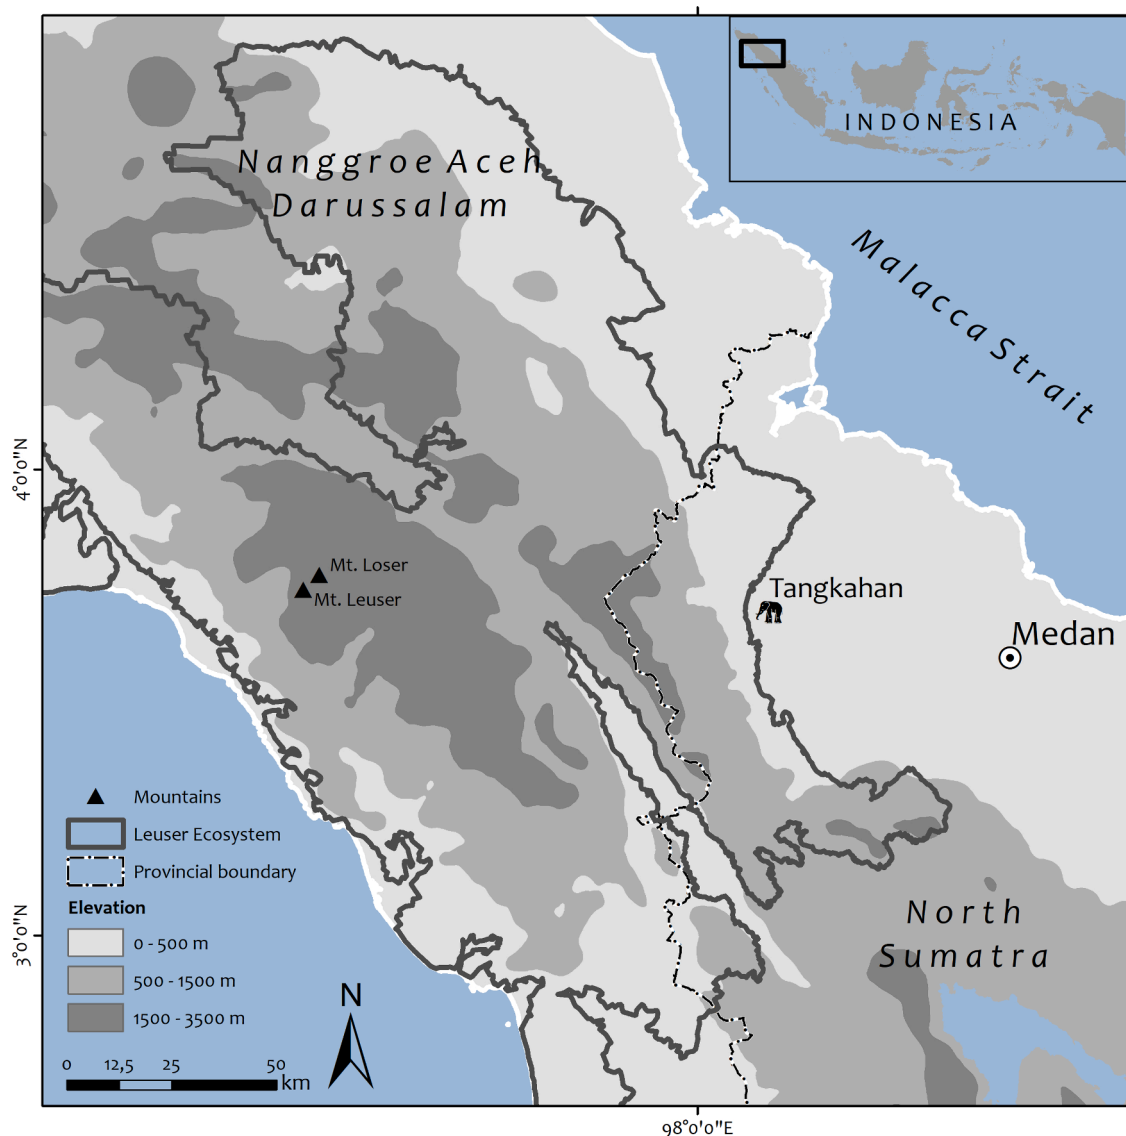 INDONESIA
Nanggroe Aceh
Darussalam
Malacca Strait
4°0'0"N
Mt. Loser
Mt. Leuser
Tangkahan
Medan
Mountains
Leuser Ecosystem
Provincial boundary
Elevation
0 - 500 m
500 - 1500 m
1500 - 3500 m
North
Sumatra
3°0'0"N
N
0 12,5 25 50
km
98°0'0"E